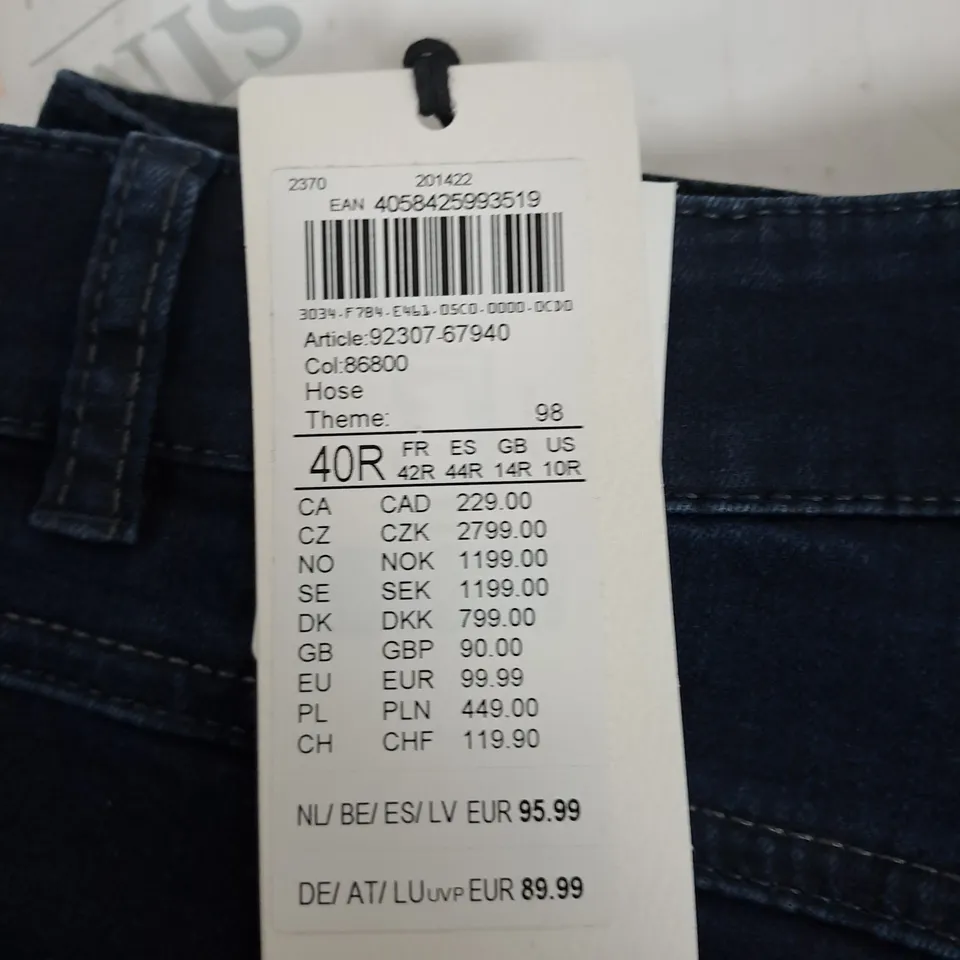 NIS
2370 201422
EAN 4058425993519
3034-F7B4-E461-05C0-0000-0CD0
Article:92307-67940
Col:86800
Hose
Theme: 98
40R FR ES GB US
42R 44R 14R 10R
CA CAD 229.00
CZ CZK 2799.00
NO NOK 1199.00
SE SEK 1199.00
DK DKK 799.00
GB GBP 90.00
EU EUR 99.99
PL PLN 449.00
CH CHF 119.90
NL/ BE/ ES/ LV EUR 95.99
DE/ AT/ LU UVP EUR 89.99